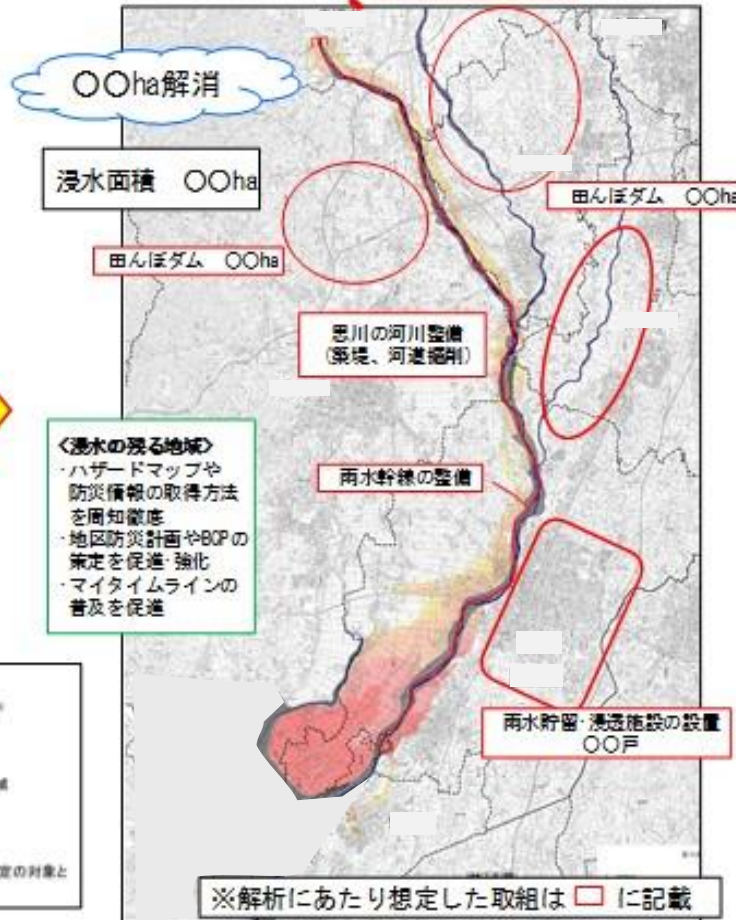 〇〇ha解消
浸水面積　〇〇ha
田んぼダム　〇〇ha
田んぼダム　〇〇ha
思川の河川整備
（築堤、河道掘削）
<浸水の残る地域>
・ハザードマップや
防災情報の取得方法
を周知徹底
・地区防災計画やBCPの
策定を促進・強化
・マイタイムラインの
普及を促進
雨水幹線の整備
雨水貯留・浸透施設の設置
〇〇戸
定の対象と
※解析にあたり想定した取組は □ に記載